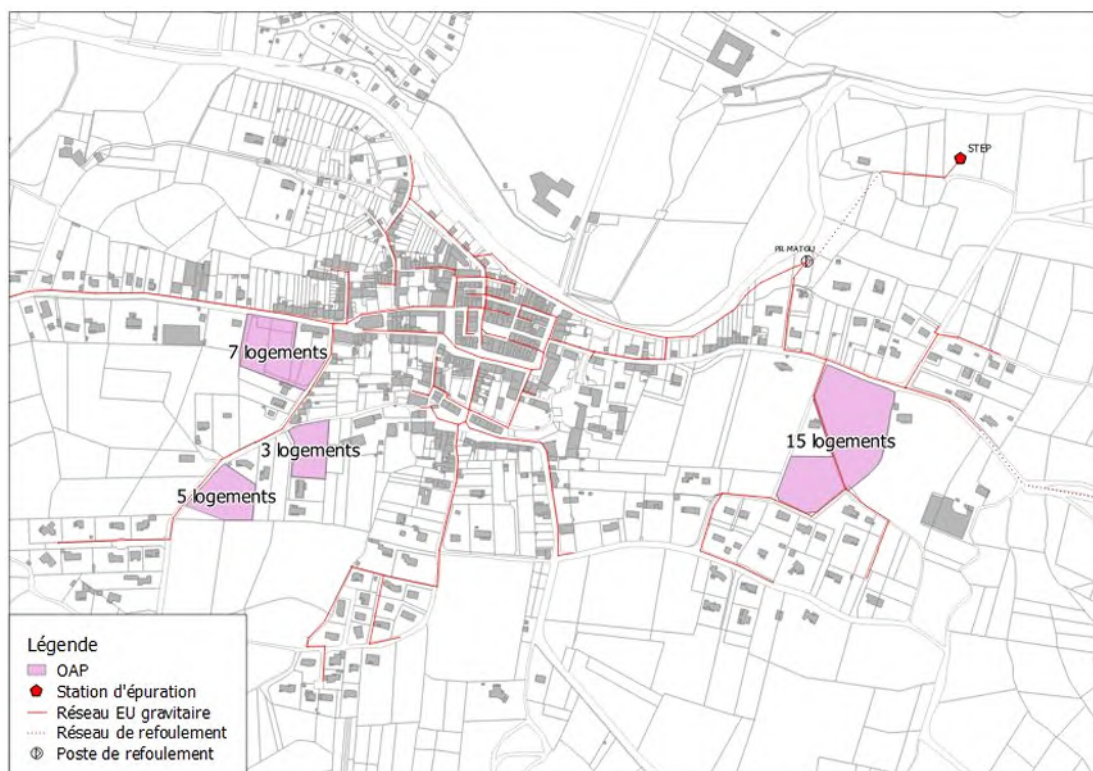 STEP
PR MATOU
7 logements
3 logements
15 logements
5 logements
Légende
OAP
Station d'épuration
Réseau EU gravitaire
Réseau de refoulement
Poste de refoulement